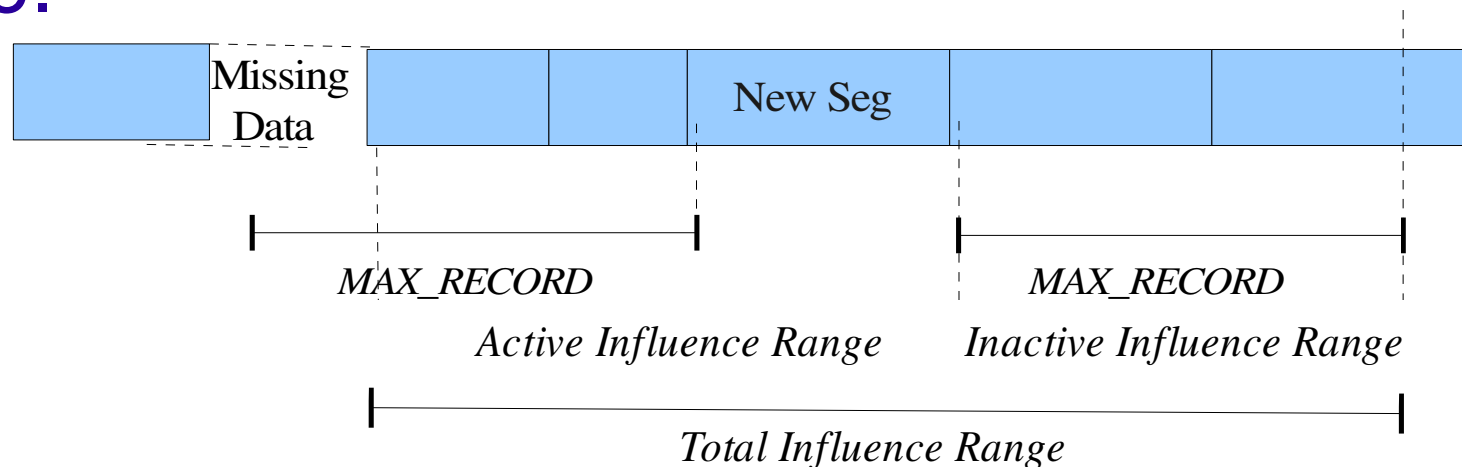 Missing
Data
New Seg
MAX_RECORD
MAX_RECORD
Active Influence Range
Inactive Influence Range
Total Influence Range